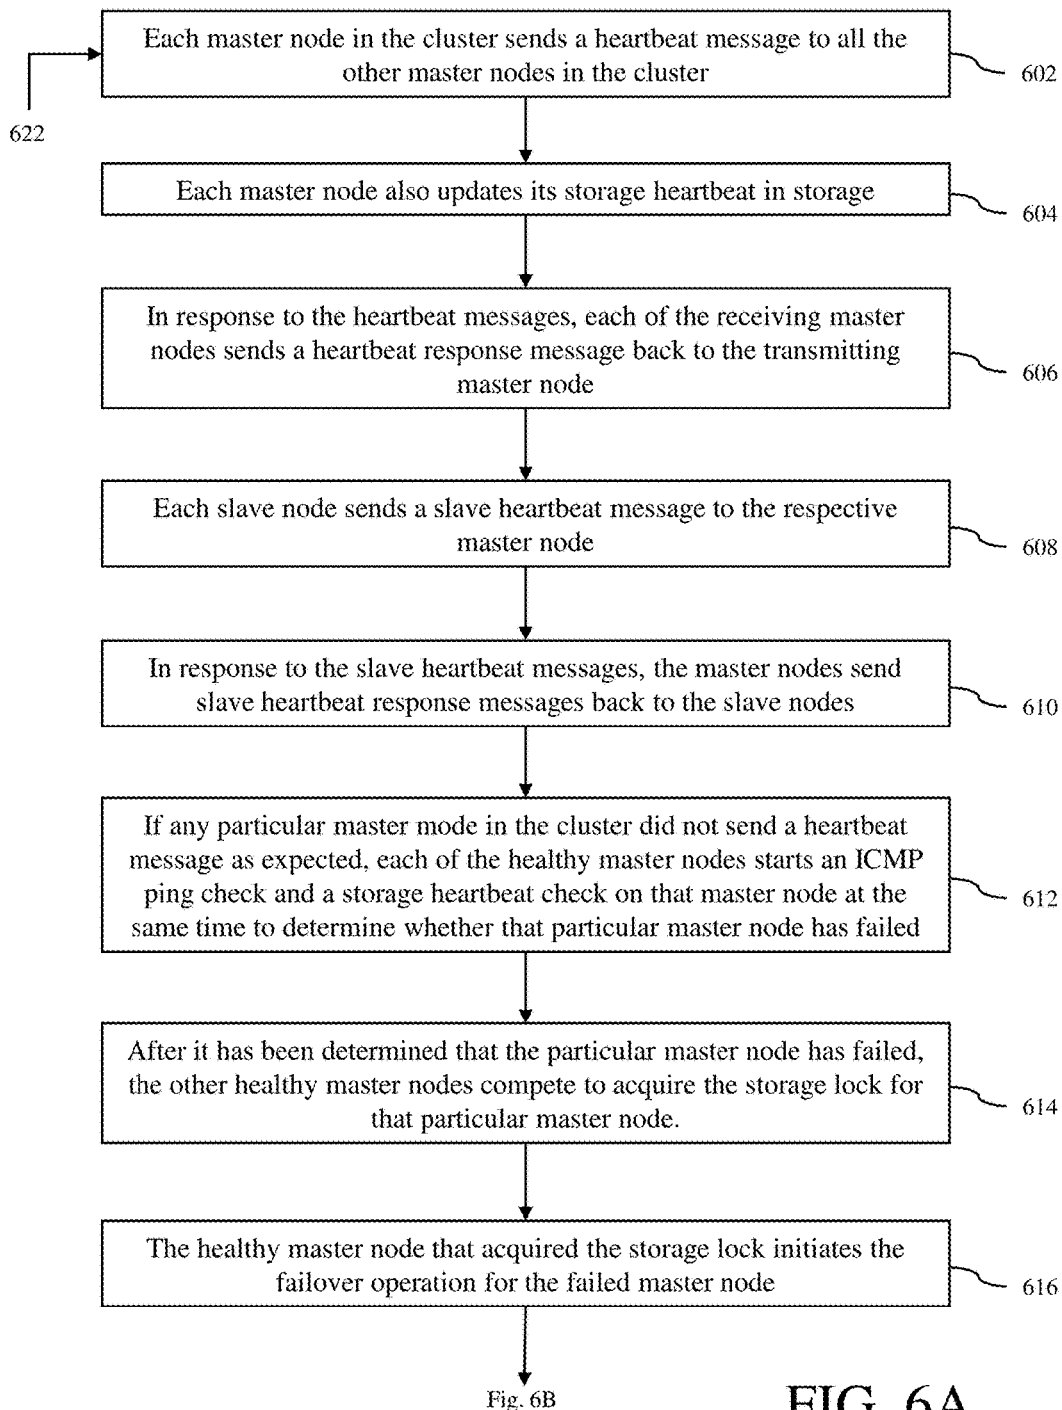 Each master node in the cluster sends a heartbeat message to all the
other master nodes in the cluster
602
622
Each master node also updates its storage heartbeat in storage
604
In response to the heartbeat messages, each of the receiving master
nodes sends a heartbeat response message back to the transmitting
master node
606
Each slave node sends a slave heartbeat message to the respective
master node
608
In response to the slave heartbeat messages, the master nodes send
slave heartbeat response messages back to the slave nodes
610
If any particular master mode in the cluster did not send a heartbeat
message as expected, each of the healthy master nodes starts an ICMP
ping check and a storage heartbeat check on that master node at the
same time to determine whether that particular master node has failed
612
After it has been determined that the particular master node has failed,
the other healthy master nodes compete to acquire the storage lock for
that particular master node.
614
The healthy master node that acquired the storage lock initiates the
failover operation for the failed master node
616
Fig. 6B
FIG. 6A